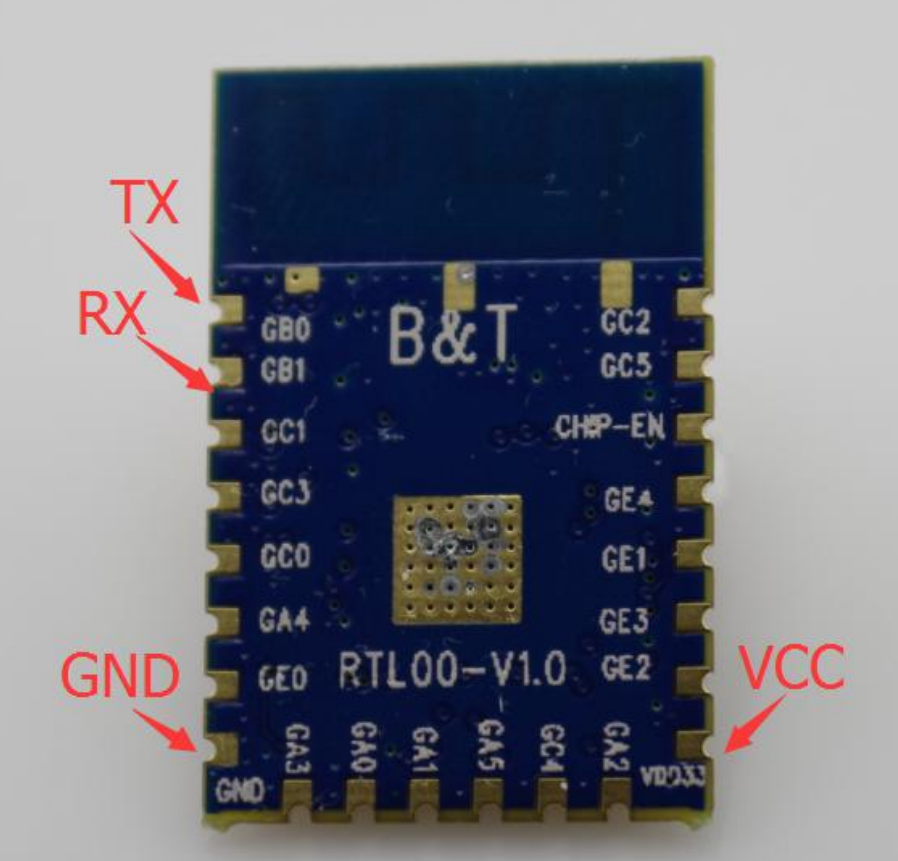 TX
RX
GB0
GB1
GC1
GC3
GC0
GA4
GE0
GND
GND
B&T
GC2
GC5
CHIP-EN
GE4
GE1
GE3
GE2
VCC
VDD33
RTL00-V1.0
GA3
GA0
GA1
GA5
GC4
GA2